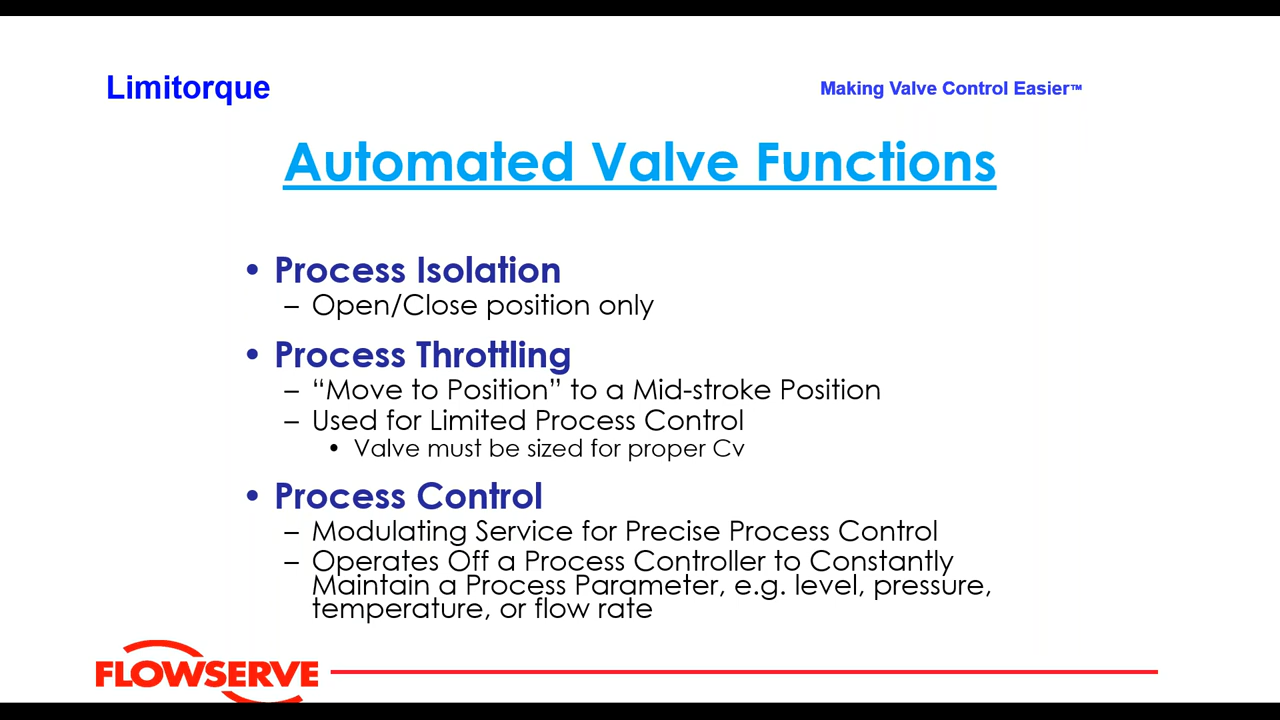 Limitorque
Making Valve Control Easier™
Automated Valve Functions
• Process Isolation
– Open/Close position only
• Process Throttling
– “Move to Position” to a Mid-stroke Position
– Used for Limited Process Control
• Valve must be sized for proper Cv
• Process Control
– Modulating Service for Precise Process Control
– Operates Off a Process Controller to Constantly
Maintain a Process Parameter, e.g. level, pressure,
temperature, or flow rate
FLOWSERVE